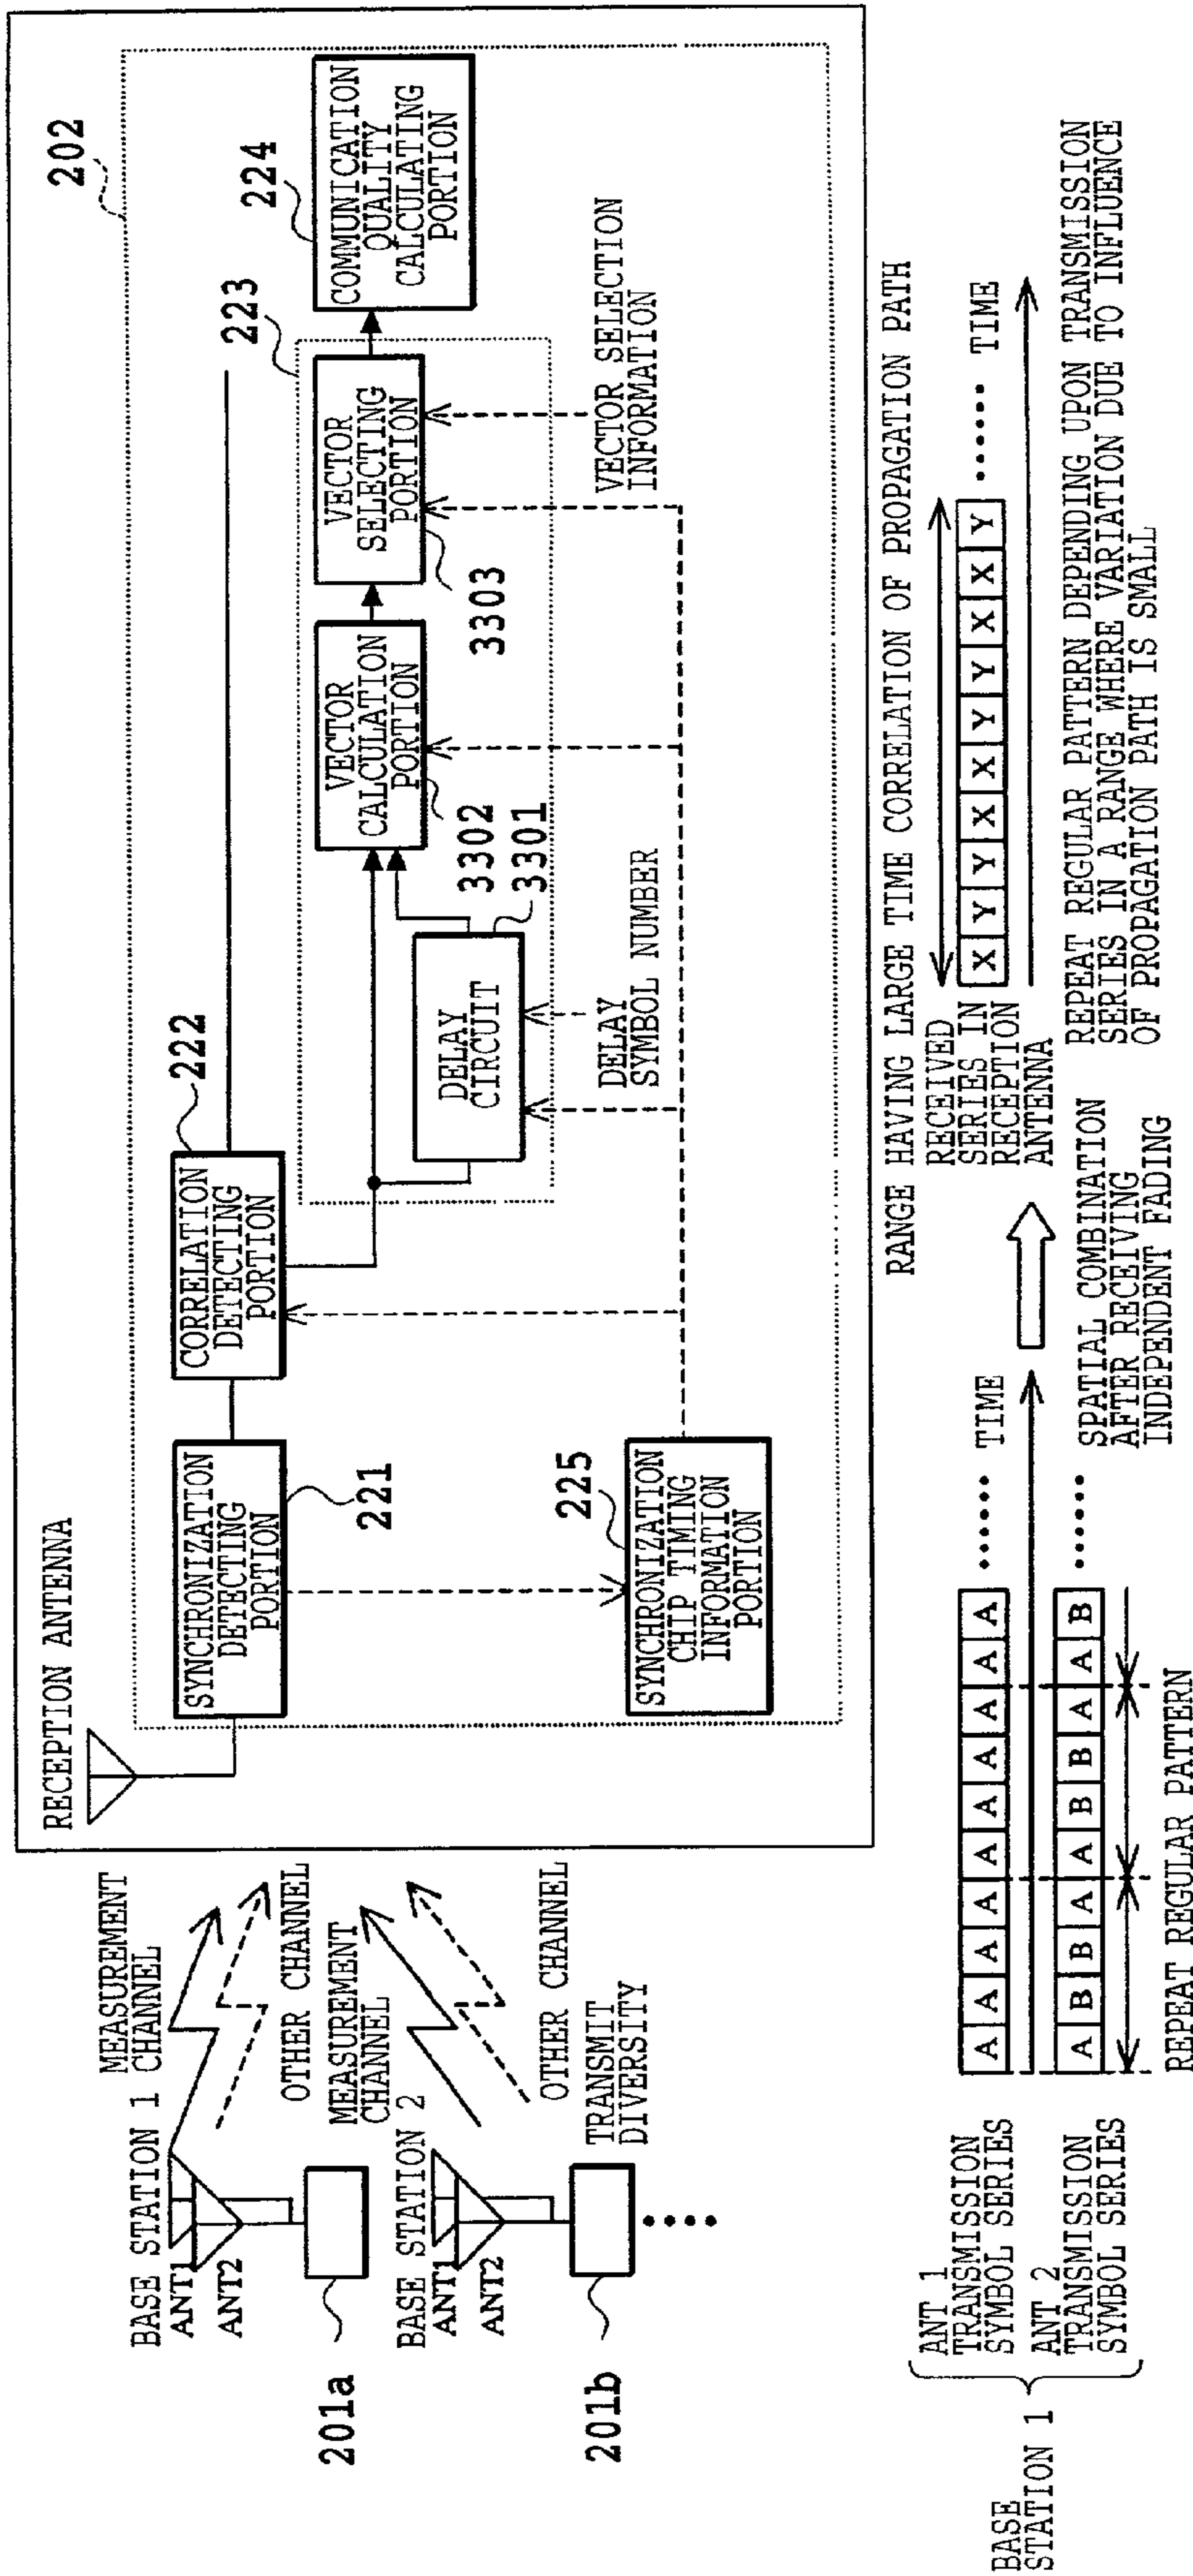 RECEPTION ANTENNA
202
SYNCHRONIZATION
DETECTING
PORTION
221
CORRELATION
DETECTING
PORTION
222
223
DELAY
CIRCUIT
3301
3302
VECTOR
CALCULATION
PORTION
3303
VECTOR
SELECTING
PORTION
224
COMMUNICATION
QUALITY
CALCULATING
PORTION
DELAY
SYMBOL NUMBER
VECTOR SELECTION
INFORMATION
225
SYNCHRONIZATION
CHIP TIMING
INFORMATION
PORTION
BASE STATION 1
ANT1
ANT2
201a
MEASUREMENT
CHANNEL
OTHER CHANNEL
BASE STATION 2
ANT1
ANT2
201b
MEASUREMENT
CHANNEL
OTHER CHANNEL
TRANSMIT
DIVERSITY
BASE
STATION 1
ANT 1
TRANSMISSION
SYMBOL SERIES
A A A A A A A A A A ...... TIME
ANT 2
TRANSMISSION
SYMBOL SERIES
A B B A A B B A A B ......
REPEAT REGULAR PATTERN
SPATIAL COMBINATION
AFTER RECEIVING
INDEPENDENT FADING
RANGE HAVING LARGE TIME CORRELATION OF PROPAGATION PATH
RECEIVED
SERIES IN
RECEPTION
ANTENNA
X Y Y X X Y Y X X Y ...... TIME
REPEAT REGULAR PATTERN DEPENDING UPON TRANSMISSION
SERIES IN A RANGE WHERE VARIATION DUE TO INFLUENCE
OF PROPAGATION PATH IS SMALL